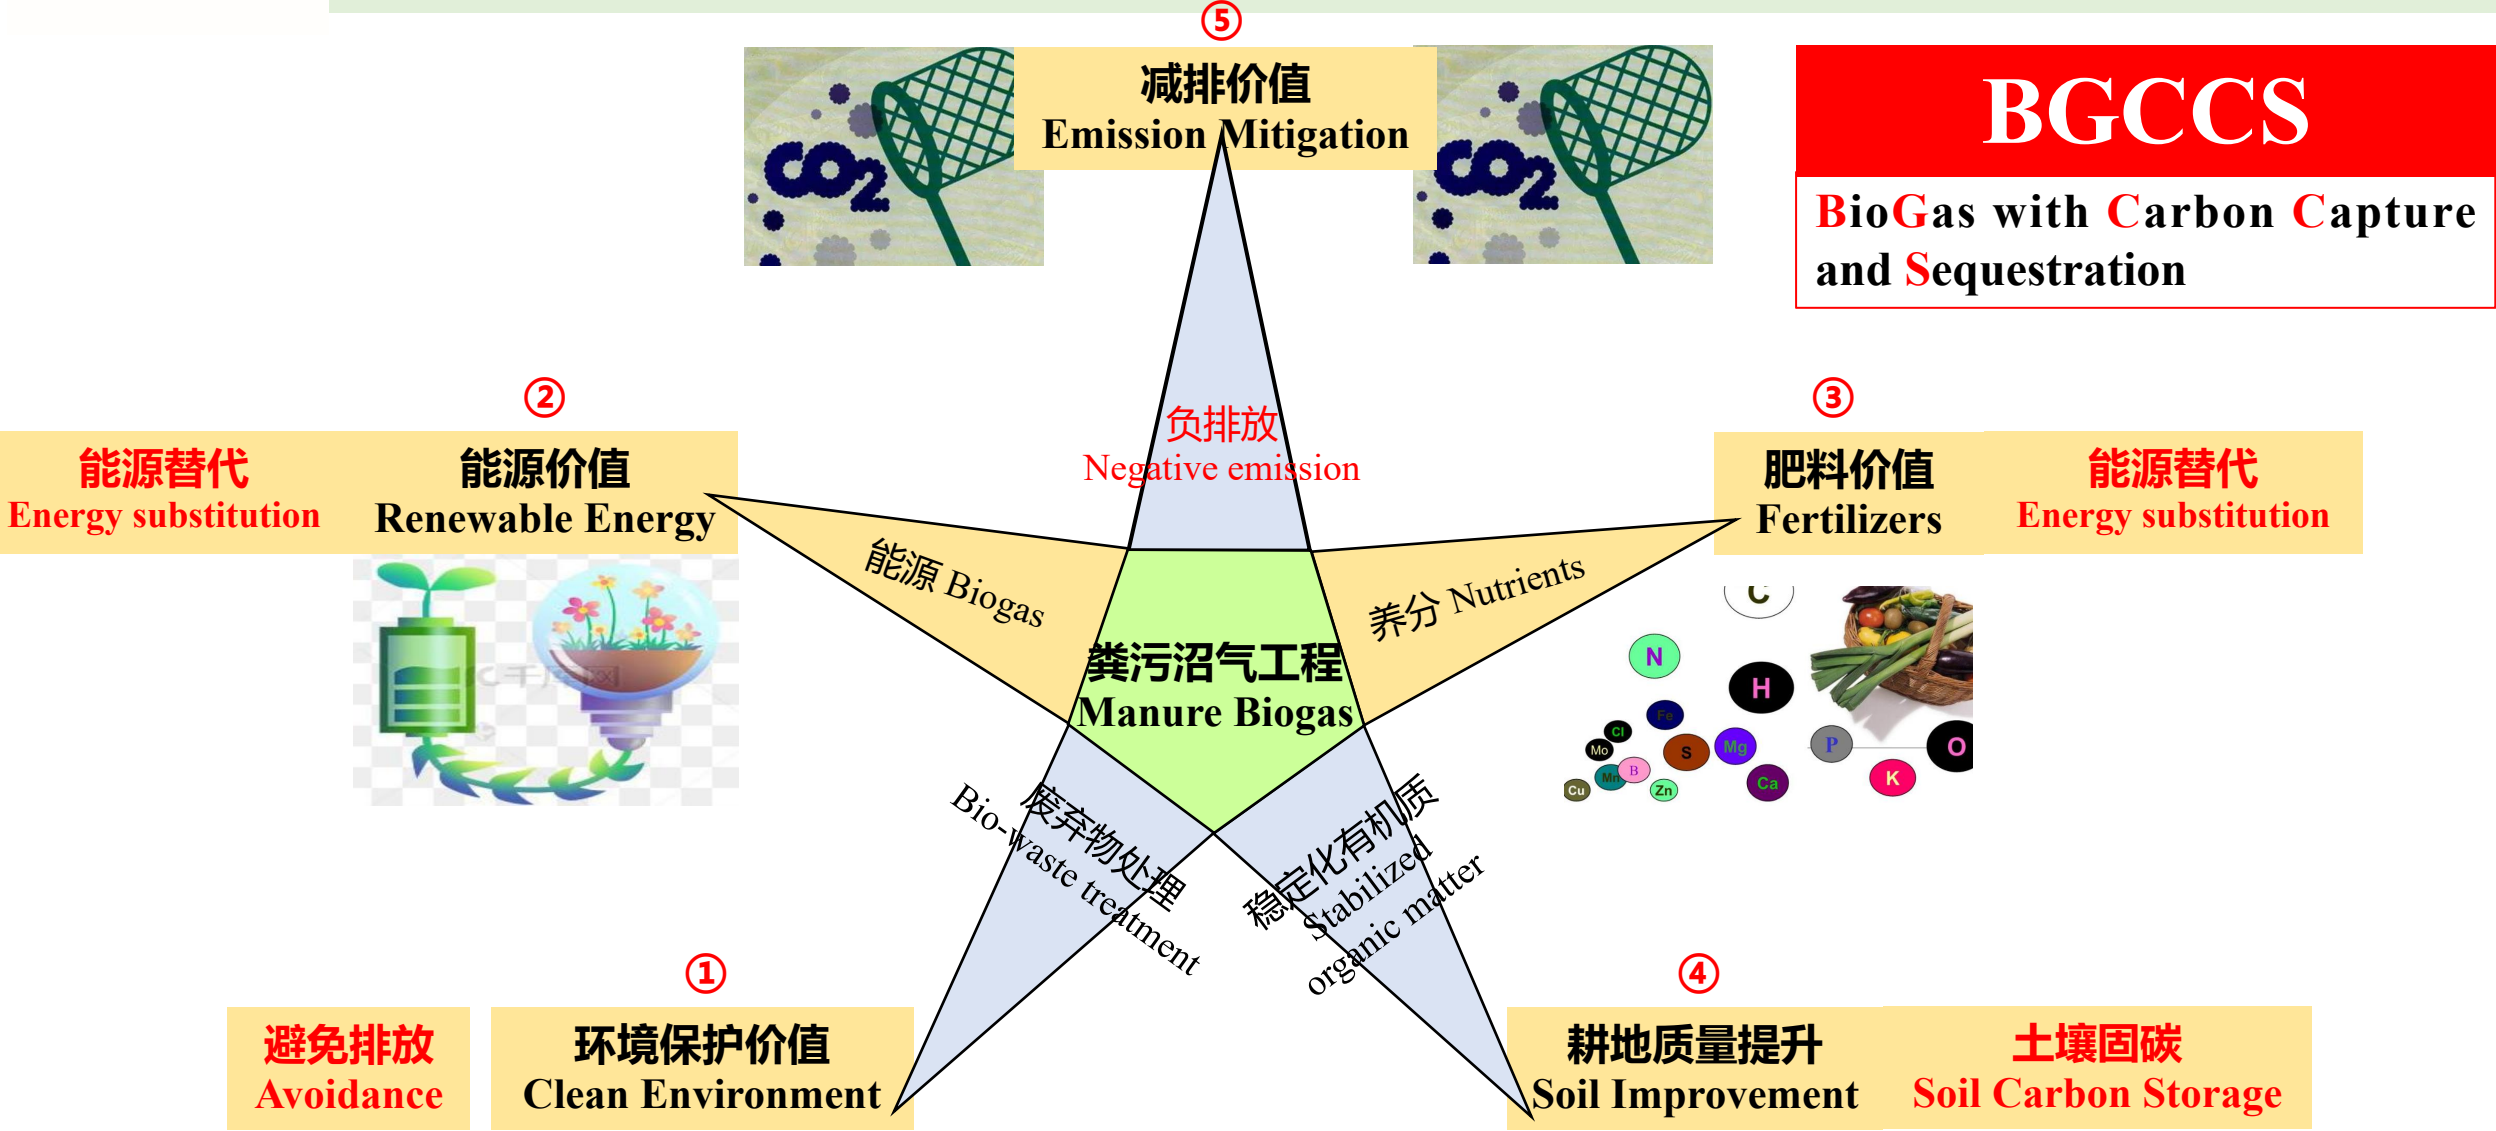 ⑤
减排价值
Emission Mitigation
CO2
CO2
BGCCS
BioGas with Carbon Capture
and Sequestration
负排放
Negative emission
②
能源替代
Energy substitution
能源价值
Renewable Energy
③
肥料价值
Fertilizers
能源替代
Energy substitution
能源 Biogas
养分 Nutrients
粪污沼气工程
Manure Biogas
C
N
H
Fe
Cl
Mo
S
Mg
P
O
Mn
B
Cu
Zn
Ca
K
废弃物处理
Bio-waste treatment
稳定化有机质
Stabilized
organic matter
①
避免排放
Avoidance
环境保护价值
Clean Environment
④
耕地质量提升
Soil Improvement
土壤固碳
Soil Carbon Storage